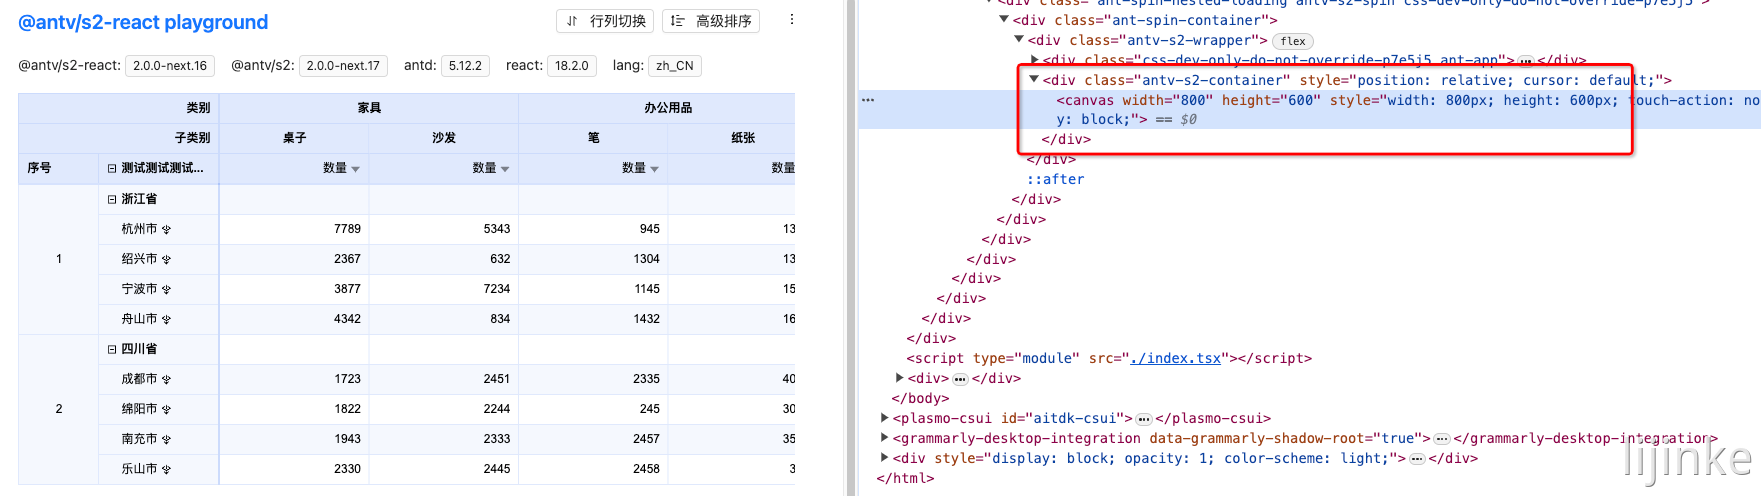 @antv/s2-react playground
行列切换
高级排序
@antv/s2-react: 2.0.0-next.16 @antv/s2: 2.0.0-next.17 antd: 5.12.2 react: 18.2.0 lang: zh_CN
类别 家具 办公用品
子类别 桌子 沙发 笔 纸张
序号 测试测试测试... 数量 数量 数量 数量
浙江省
杭州市 7789 5343 945 13
1 绍兴市 2367 632 1304 13
宁波市 3877 7234 1145 15
舟山市 4342 834 1432 16
四川省
成都市 1723 2451 2335 40
2 绵阳市 1822 2244 245 30
南充市 1943 2333 2457 35
乐山市 2330 2445 2458 3
<div class="ant-spin-nested-loading antv-s2-spin css-dev-only-do-not-override-p7e5j5">
<div class="ant-spin-container">
<div class="antv-s2-wrapper"> flex
<div class="css-dev-only-do-not-override-p7e5j5 ant-app"> ••• </div>
<div class="antv-s2-container" style="position: relative; cursor: default;">
••• <canvas width="800" height="600" style="width: 800px; height: 600px; touch-action: no
y: block;"> == $0
</div>
</div>
::after
</div>
</div>
</div>
</div>
</div>
</div>
</div>
</div>
<script type="module" src="./index.tsx"></script>
<div> ••• </div>
</body>
<plasmo-csui id="aitdk-csui"> ••• </plasmo-csui>
<grammarly-desktop-integration data-grammarly-shadow-root="true"> ••• </grammarly-desktop-integration>
<div style="display: block; opacity: 1; color-scheme: light;"> ••• </div>
</html>
lijinke